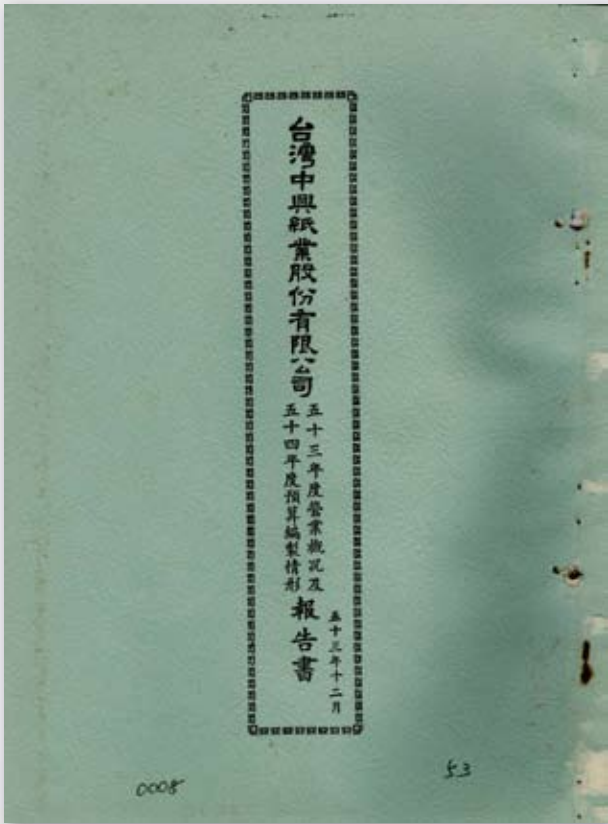 台灣中興紙業股份有限公司
五十三年度營業概況及
五十四年度預算編製情形
報告書
五十三年十二月
0008
53